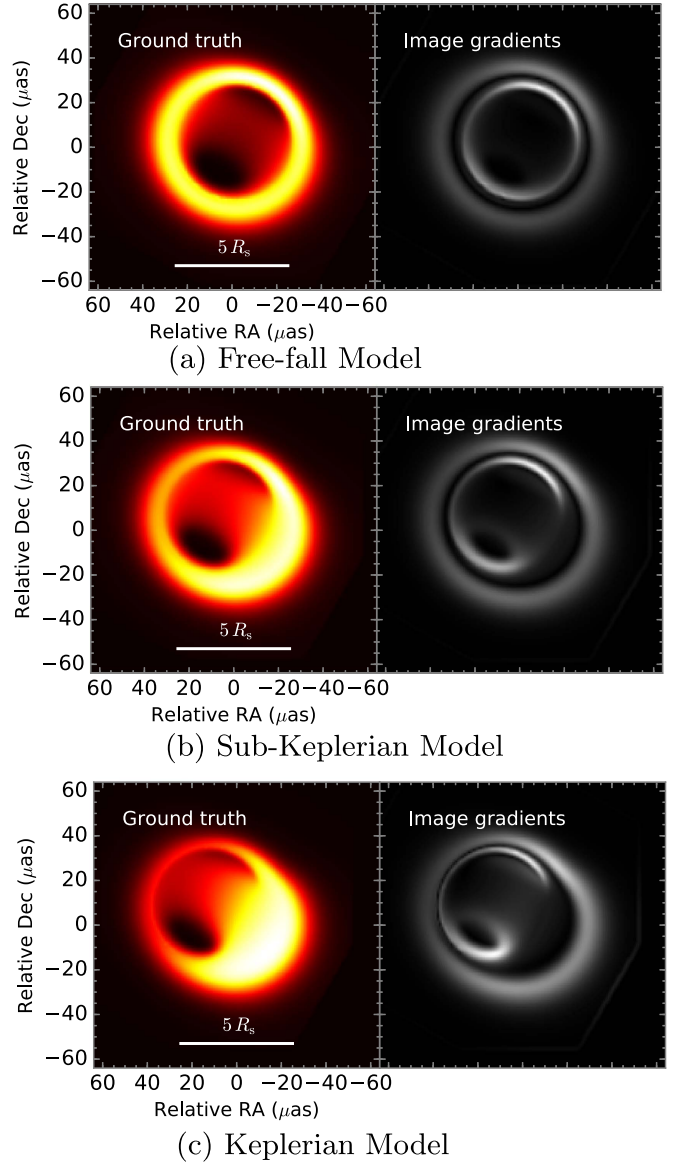 60
40
20
0
−20
−40
−60
Relative Dec (μas)
Ground truth
Image gradients
5 Rs
60 40 20 0 −20 −40 −60
Relative RA (μas)
(a) Free-fall Model
60
40
20
0
−20
−40
−60
Relative Dec (μas)
Ground truth
Image gradients
5 Rs
60 40 20 0 −20 −40 −60
Relative RA (μas)
(b) Sub-Keplerian Model
60
40
20
0
−20
−40
−60
Relative Dec (μas)
Ground truth
Image gradients
5 Rs
60 40 20 0 −20 −40 −60
Relative RA (μas)
(c) Keplerian Model